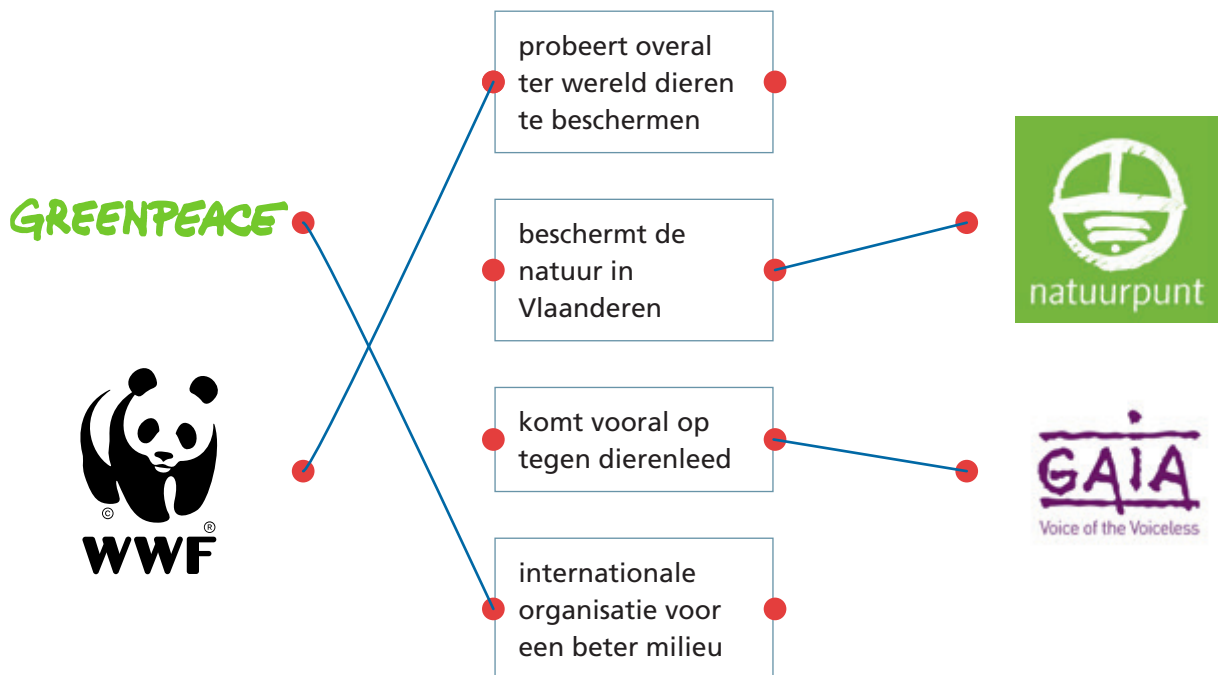 GREENPEACE
©
®
WWF
probeert overal
ter wereld dieren
te beschermen
beschermt de
natuur in
Vlaanderen
komt vooral op
tegen dierenleed
internationale
organisatie voor
een beter milieu
natuurpunt
GAIA
Voice of the Voiceless